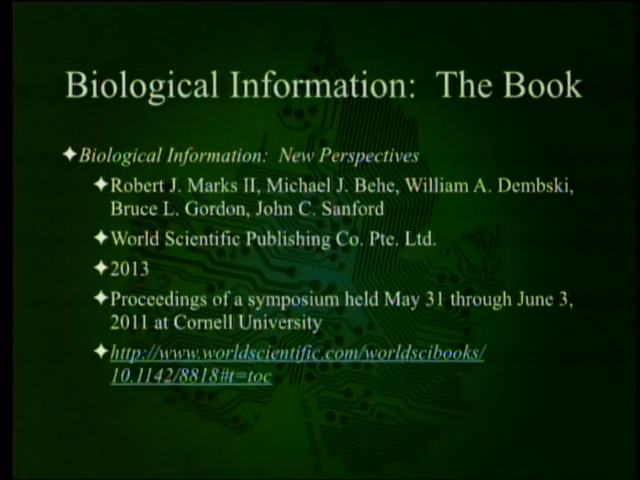 Biological Information: The Book
Biological Information: New Perspectives
Robert J. Marks II, Michael J. Behe, William A. Dembski,
Bruce L. Gordon, John C. Sanford
World Scientific Publishing Co. Pte. Ltd.
2013
Proceedings of a symposium held May 31 through June 3,
2011 at Cornell University
http://www.worldscientific.com/worldscibooks/
10.1142/8818#t=toc